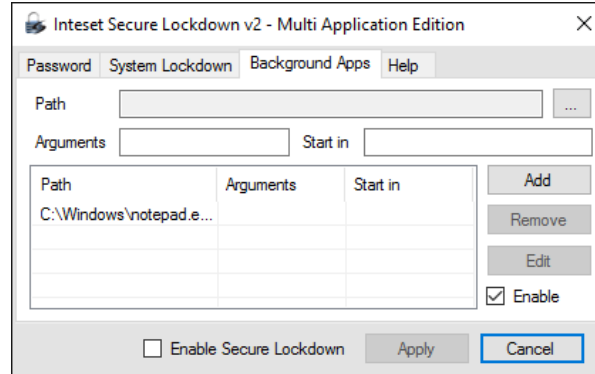 Inteset Secure Lockdown v2 - Multi Application Edition
Password System Lockdown Background Apps Help
Path ...
Arguments Start in
Path Arguments Start in Add
C:\Windows\notepad.e... Remove
Edit
Enable
Enable Secure Lockdown Apply Cancel